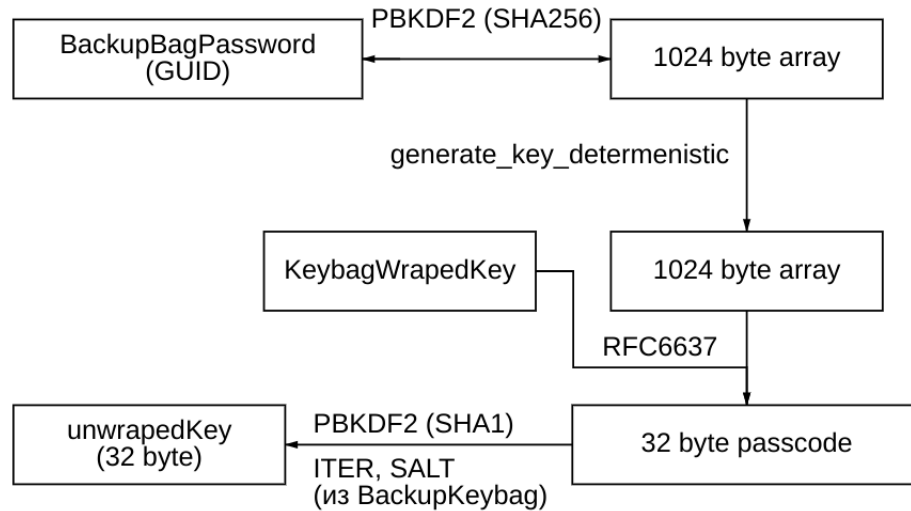 PBKDF2 (SHA256)
BackupBagPassword
(GUID)
1024 byte array
generate_key_determenistic
KeybagWrapedKey
1024 byte array
RFC6637
unwrapedKey
(32 byte)
PBKDF2 (SHA1)
ITER, SALT
(из BackupKeybag)
32 byte passcode